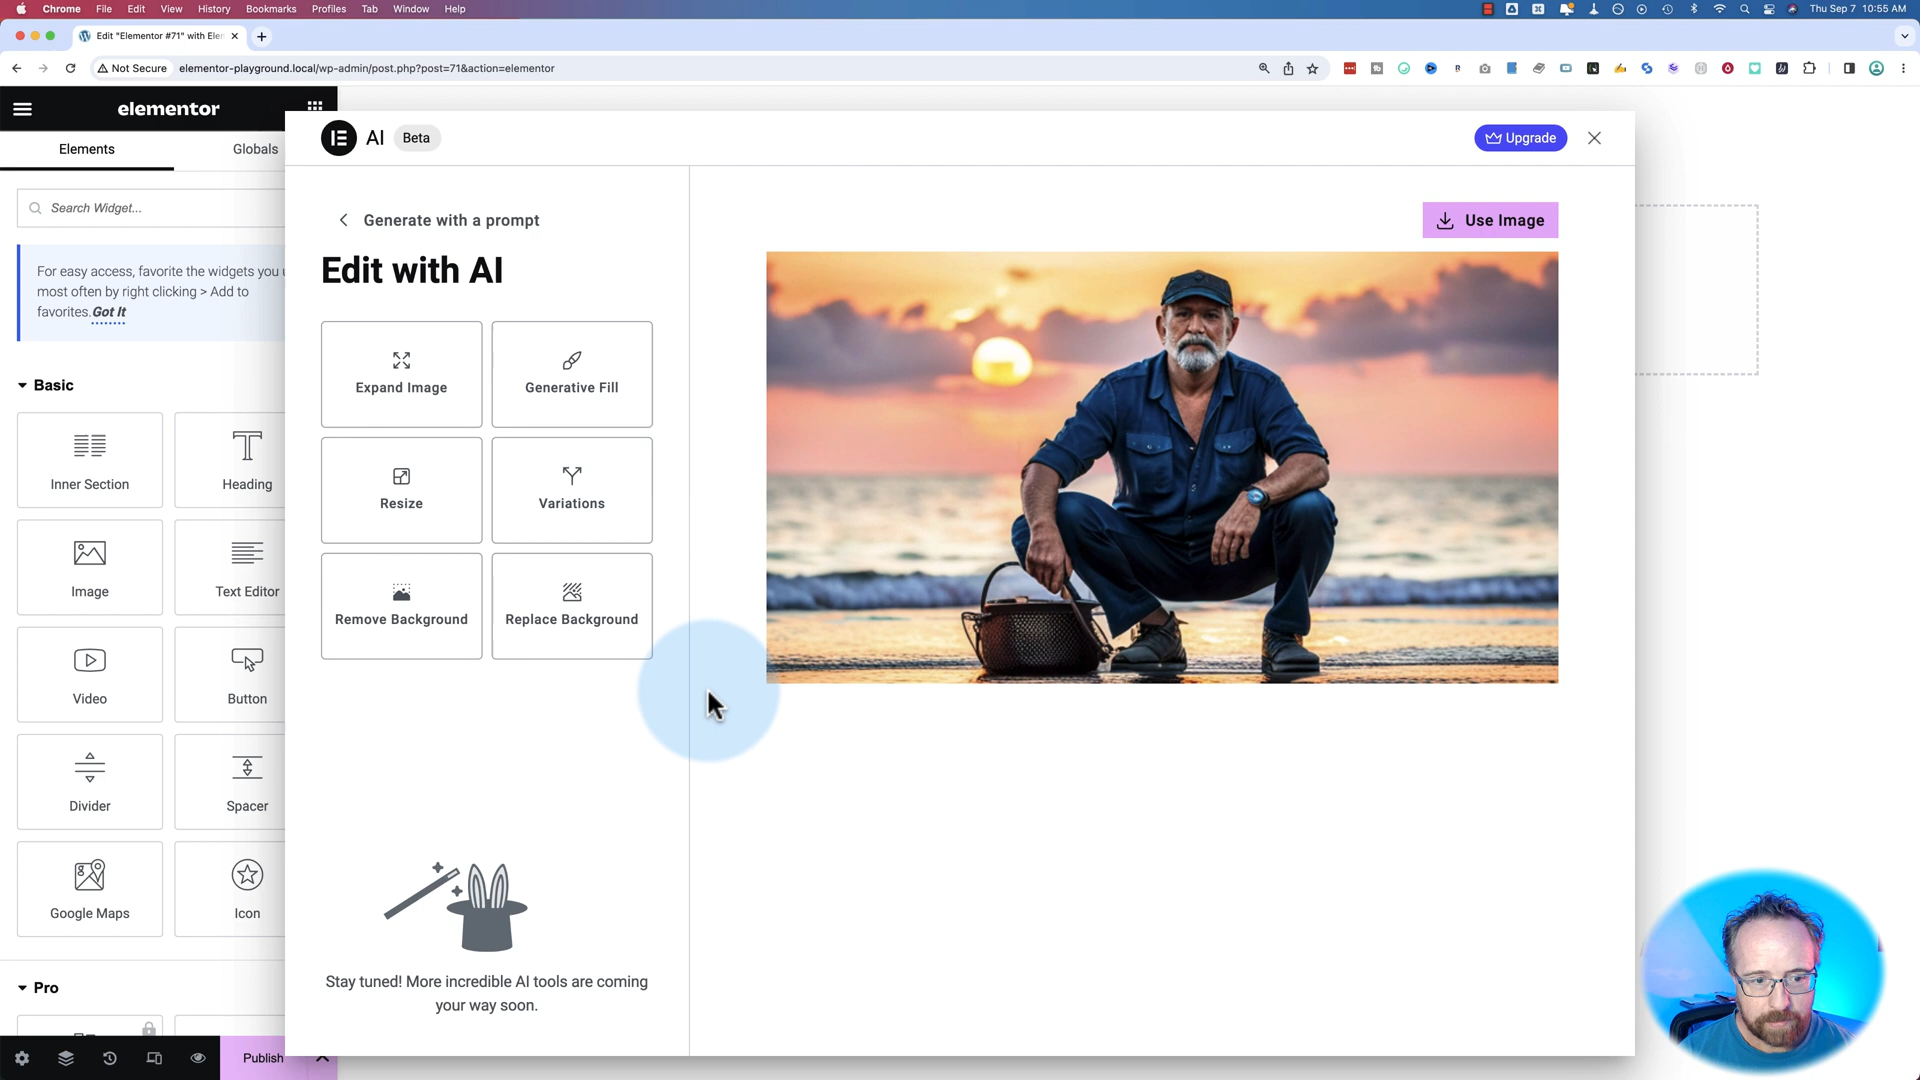 Chrome File Edit View History Bookmarks Profiles Tab Window Help
Thu Sep 7 10:55 AM
Edit "Elementor #71" with Elem
Not Secure elementor-playground.local/wp-admin/post.php?post=71&action=elementor
elementor
Elements Globals
Search Widget...
For easy access, favorite the widgets you u
most often by right clicking > Add to
favorites. Got It
Basic
Inner Section Heading
Image Text Editor
Video Button
Divider Spacer
Google Maps Icon
Pro
Publish
AI Beta
Upgrade
Generate with a prompt
Use Image
Edit with AI
Expand Image Generative Fill
Resize Variations
Remove Background Replace Background
Stay tuned! More incredible AI tools are coming
your way soon.